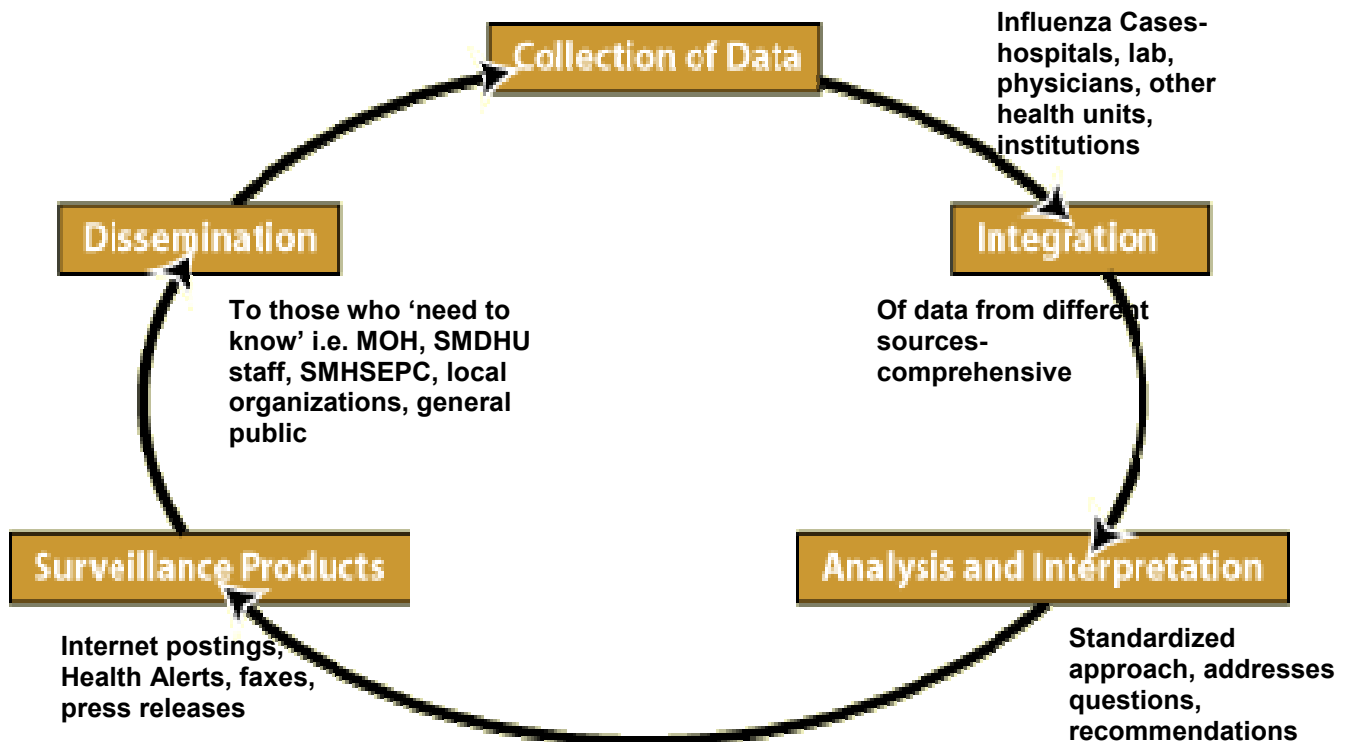 Collection of Data
Influenza Cases-
hospitals, lab,
physicians, other
health units,
institutions
Dissemination
Integration
To those who ‘need to
know’ i.e. MOH, SMDHU
staff, SMHSEPC, local
organizations, general
public
Of data from different
sources-
comprehensive
Surveillance Products
Analysis and Interpretation
Internet postings,
Health Alerts, faxes,
press releases
Standardized
approach, addresses
questions,
recommendations